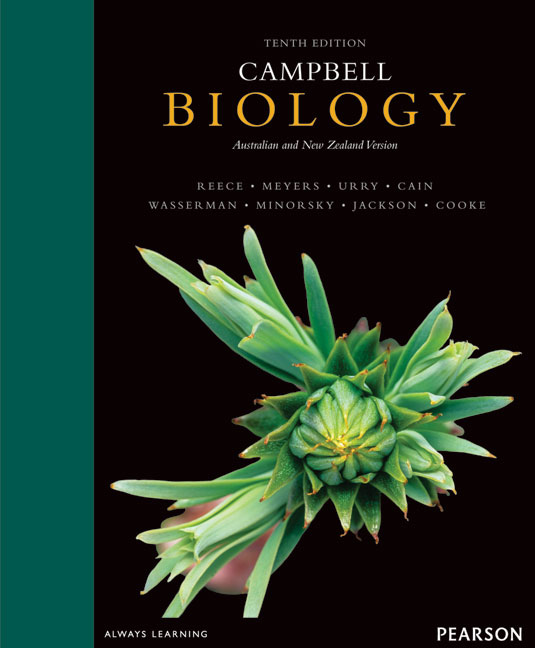 TENTH EDITION
CAMPBELL
BIOLOGY
Australian and New Zealand Version
REECE • MEYERS • URRY • CAIN
WASSERMAN • MINORSKY • JACKSON • COOKE
ALWAYS LEARNING
PEARSON